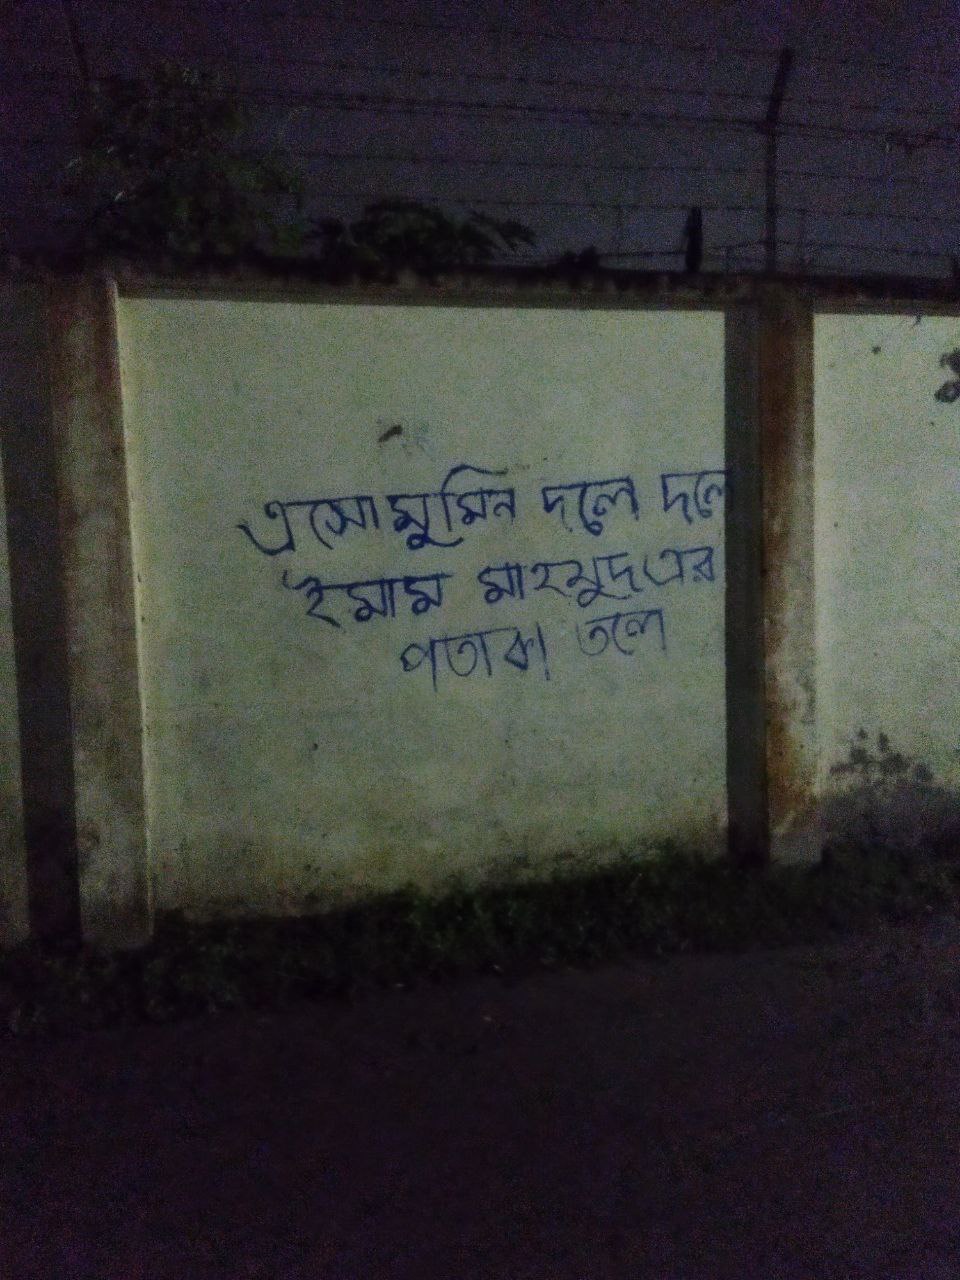 এসো মুমিন দলে দলে
ইমাম মাহমুদ এর
পতাকা তলে